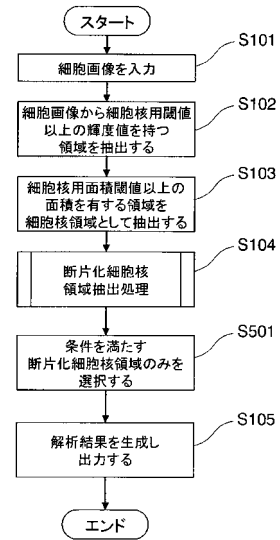 スタート
S101
細胞画像を入力
S102
細胞画像から細胞核用閾値
以上の輝度値を持つ
領域を抽出する
S103
細胞核用面積閾値以上の
面積を有する領域を
細胞核領域として抽出する
S104
断片化細胞核
領域抽出処理
S501
条件を満たす
断片化細胞核領域のみを
選択する
S105
解析結果を生成し
出力する
エンド